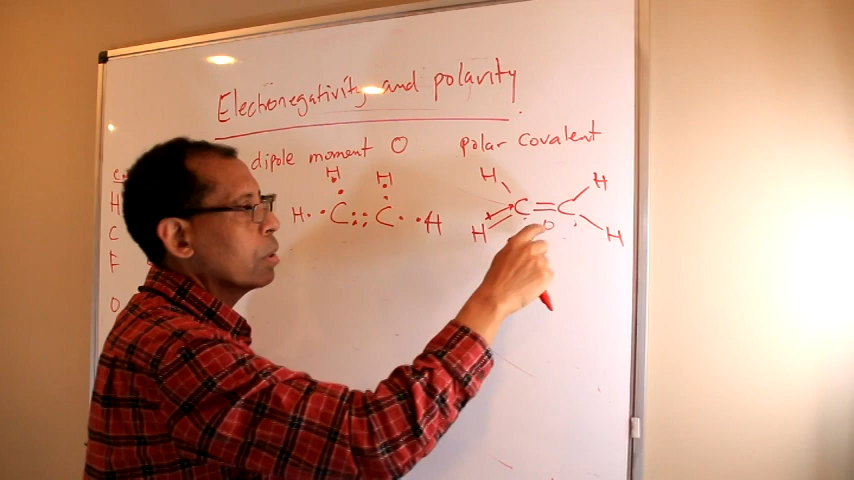 Electronegativity and polarity
dipole moment 0
polar covalent
H H
H C :: C H
H H
C = C
H H
H
C
F
O